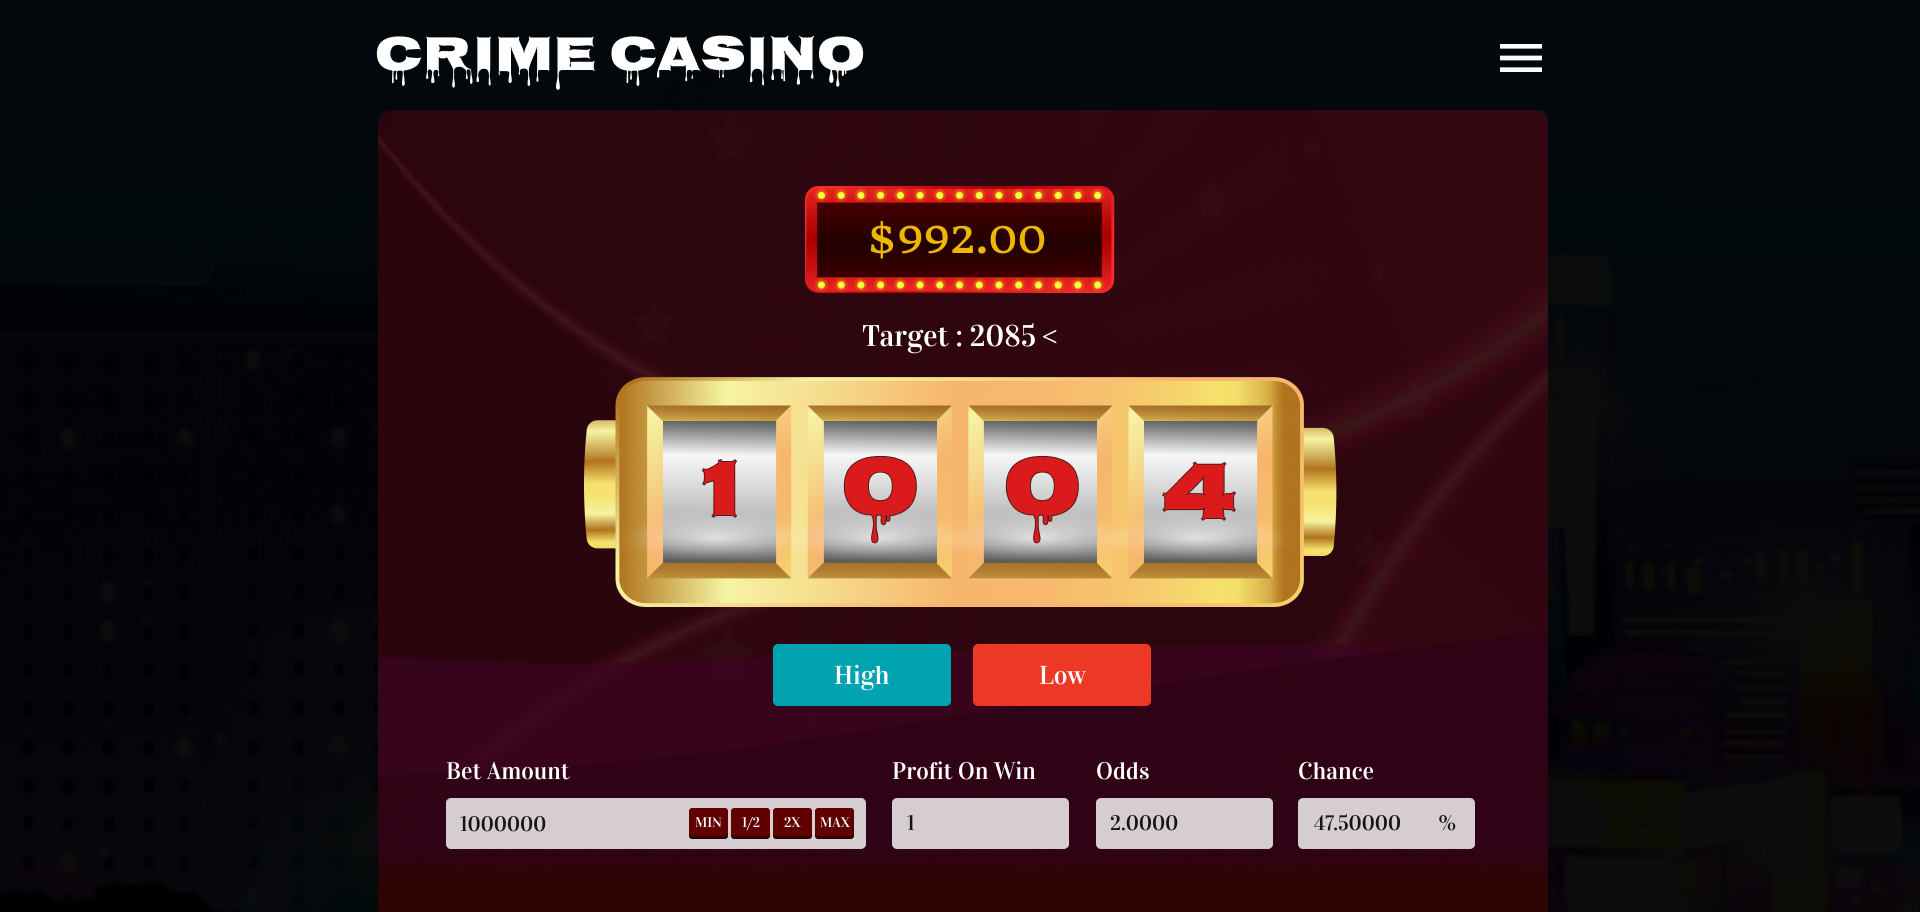 CRIME CASINO
$992.00
Target : 2085 <
1 0 0 4
High Low
Bet Amount Profit On Win Odds Chance
1000000 MIN 1/2 2X MAX 1 2.0000 47.50000 %